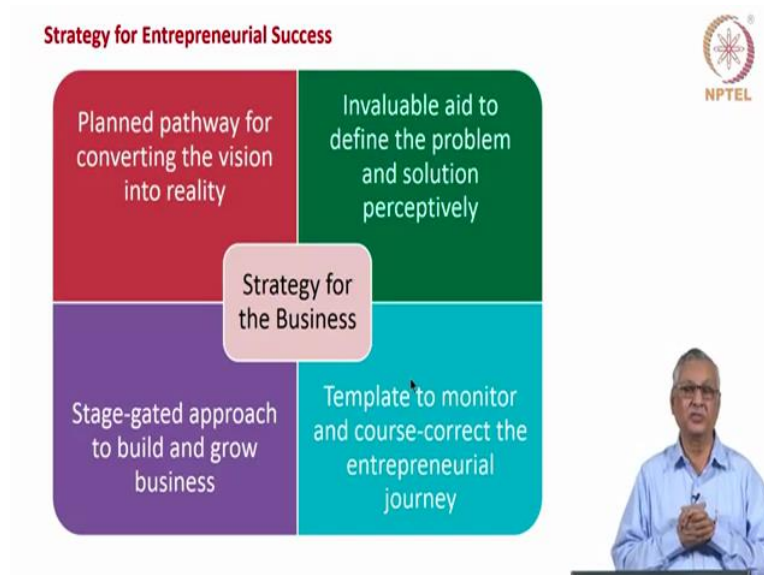 Strategy for Entrepreneurial Success
NPTEL
Planned pathway for
converting the vision
into reality
Invaluable aid to
define the problem
and solution
perceptively
Strategy for
the Business
Stage-gated approach
to build and grow
business
Template to monitor
and course-correct the
entrepreneurial
journey